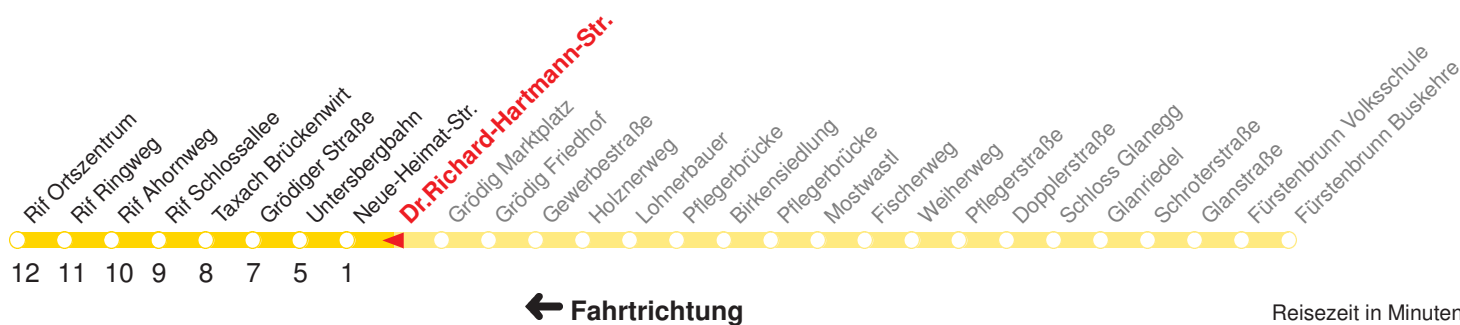 Rif Ortszentrum
Rif Ringweg
Rif Ahornweg
Rif Schlossallee
Taxach Brückenwirt
Grödiger Straße
Untersbergbahn
Neue-Heimat-Str.
Dr.Richard-Hartmann-Str.
Grödig Marktplatz
Grödig Friedhof
Gewerbestraße
Holznerweg
Lohnerbauer
Pflegerbrücke
Birkensiedlung
Pflegerbrücke
Mostwastl
Fischerweg
Weiherweg
Pflegerstraße
Dopplerstraße
Schloss Glanegg
Glanriedel
Schroterstraße
Glanstraße
Fürstenbrunn Volksschule
Fürstenbrunn Buskehre
12 11 10 9 8 7 5 1
Fahrtrichtung
Reisezeit in Minuten